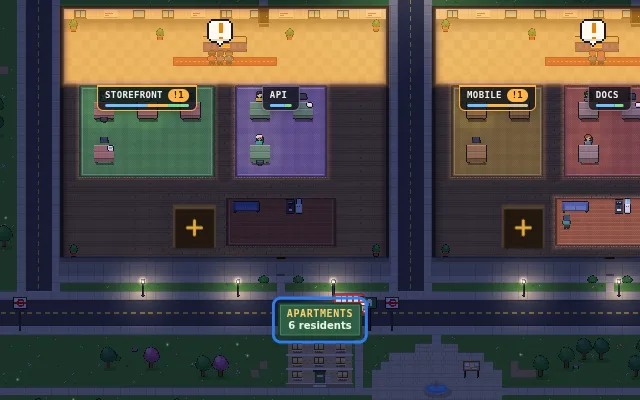 !
!
STOREFRONT !1
API
MOBILE !1
DOCS
+
+
APARTMENTS
6 residents